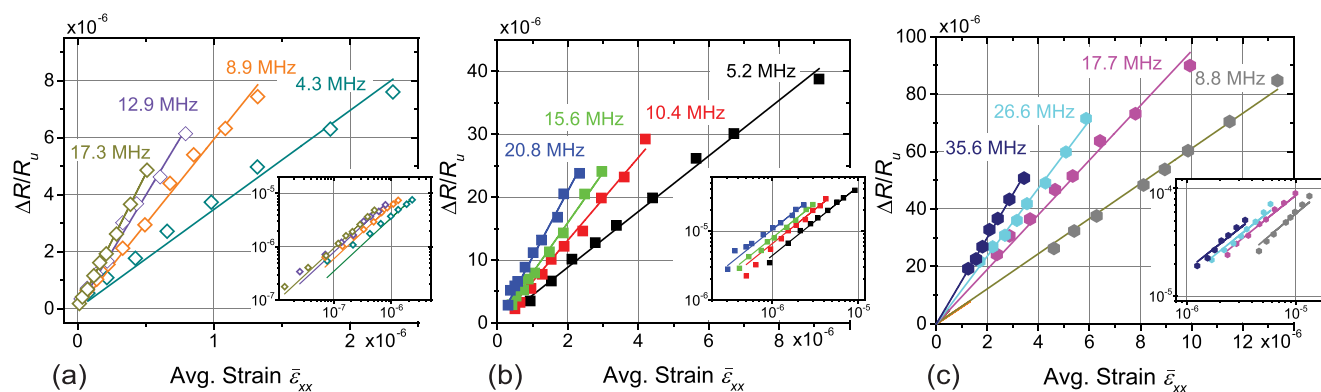 x10⁻⁶
8
6
4
2
0
ΔR/Rᵤ
8.9 MHz
4.3 MHz
12.9 MHz
17.3 MHz
10⁻⁵
10⁻⁶
10⁻⁷
10⁻⁷
10⁻⁶
0
1
2
x10⁻⁶
(a)
Avg. Strain ε̄ₓₓ
x10⁻⁶
40
30
20
10
0
ΔR/Rᵤ
5.2 MHz
15.6 MHz
10.4 MHz
20.8 MHz
10⁻⁵
10⁻⁶
10⁻⁶
10⁻⁵
0
2
4
6
8
x10⁻⁶
(b)
Avg. Strain ε̄ₓₓ
x10⁻⁶
100
80
60
40
20
0
ΔR/Rᵤ
17.7 MHz
8.8 MHz
26.6 MHz
35.6 MHz
10⁻⁴
10⁻⁵
10⁻⁶
10⁻⁵
0
2
4
6
8
10
12
x10⁻⁶
(c)
Avg. Strain ε̄ₓₓ